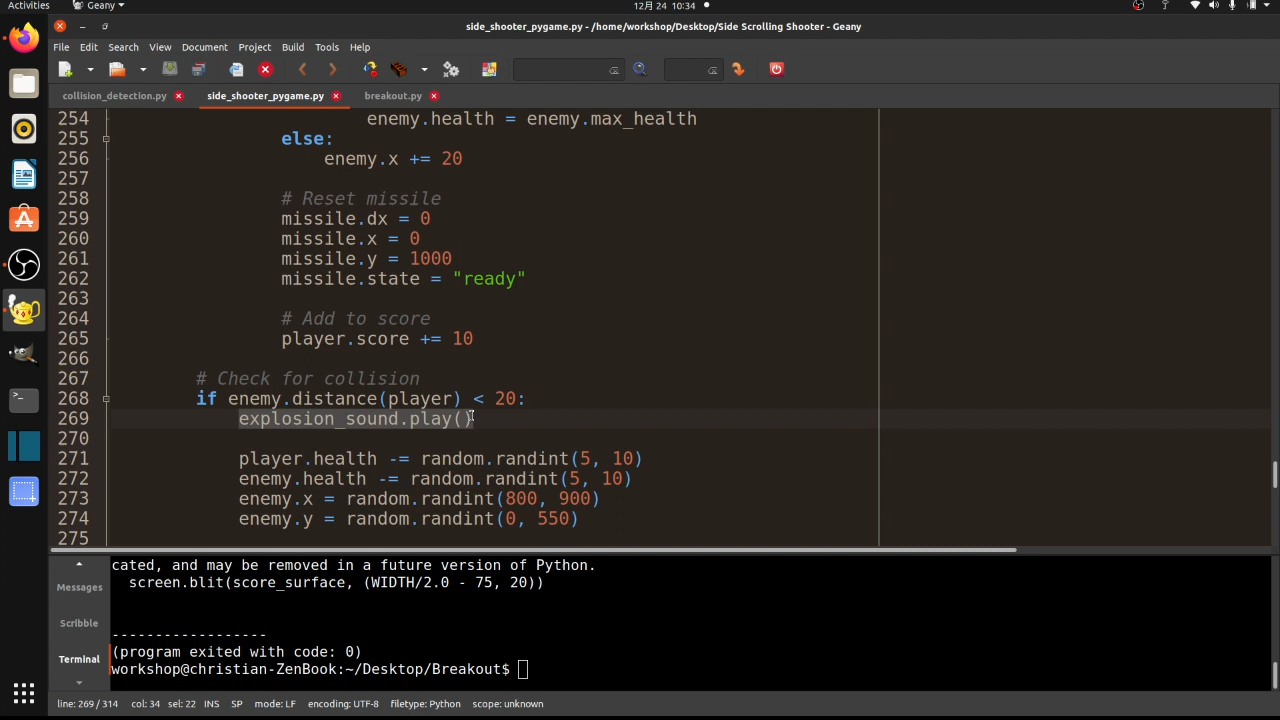 Activities
Geany
12月 24 10:34
side_shooter_pygame.py - /home/workshop/Desktop/Side Scrolling Shooter - Geany
File Edit Search View Document Project Build Tools Help
collision_detection.py side_shooter_pygame.py breakout.py
254 enemy.health = enemy.max_health
255 else:
256 enemy.x += 20
257
258 # Reset missile
259 missile.dx = 0
260 missile.x = 0
261 missile.y = 1000
262 missile.state = "ready"
263
264 # Add to score
265 player.score += 10
266
267 # Check for collision
268 if enemy.distance(player) < 20:
269 explosion_sound.play()
270
271 player.health -= random.randint(5, 10)
272 enemy.health -= random.randint(5, 10)
273 enemy.x = random.randint(800, 900)
274 enemy.y = random.randint(0, 550)
275
Messages
Scribble
Terminal
cated, and may be removed in a future version of Python.
screen.blit(score_surface, (WIDTH/2.0 - 75, 20))
------------------
(program exited with code: 0)
workshop@christian-ZenBook:~/Desktop/Breakout$
line: 269 / 314 col: 34 sel: 22 INS SP mode: LF encoding: UTF-8 filetype: Python scope: unknown